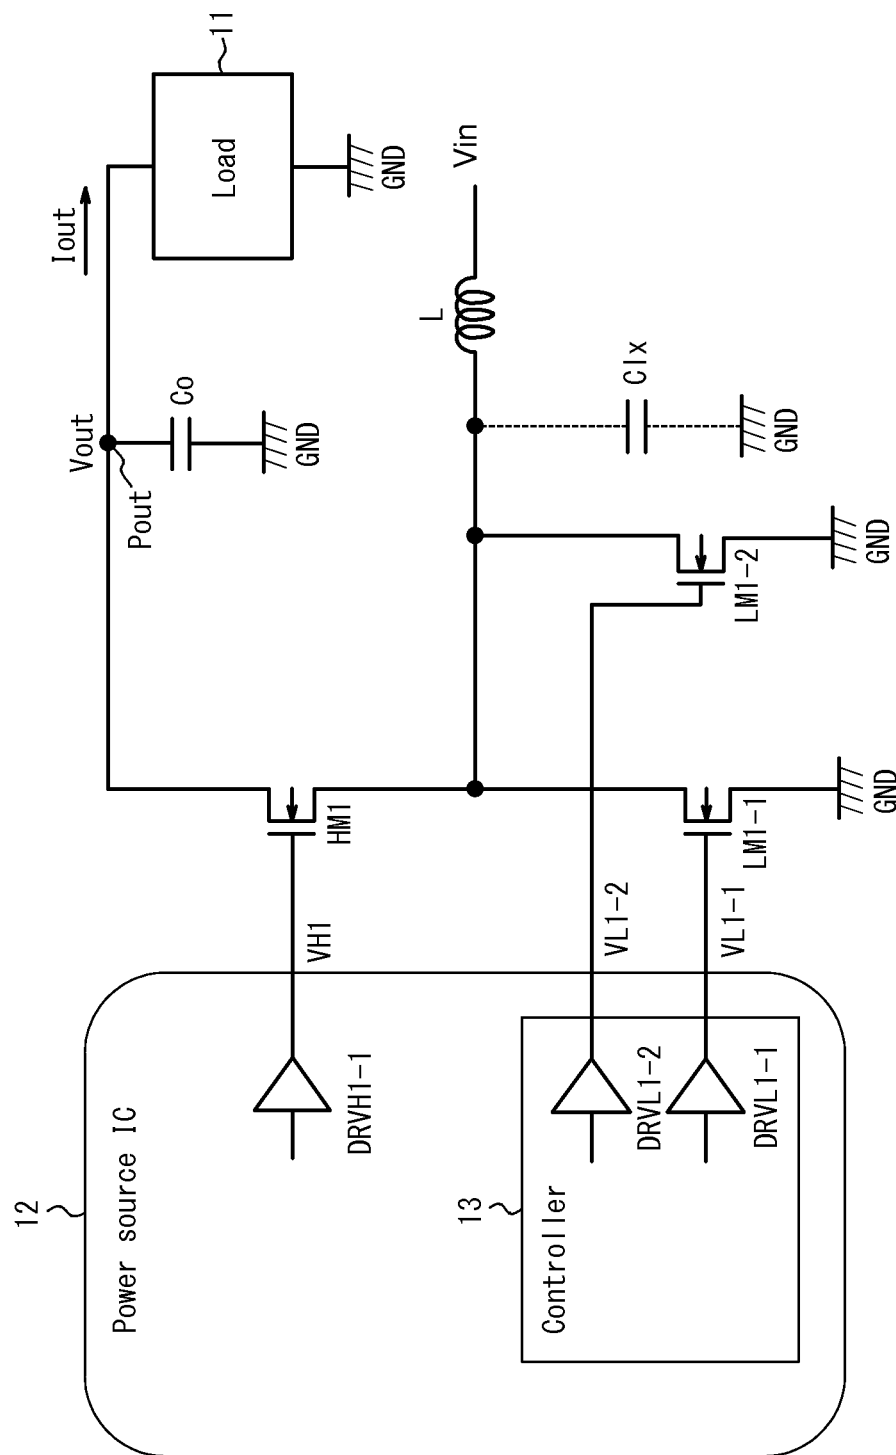 12
Power source IC
DRVH1-1
VH1
HM1
Vout
Pout
Co
GND
Iout
Load
11
GND
13
Controller
DRVL1-2
DRVL1-1
VL1-2
VL1-1
LM1-1
GND
LM1-2
GND
L
Vin
Clx
GND